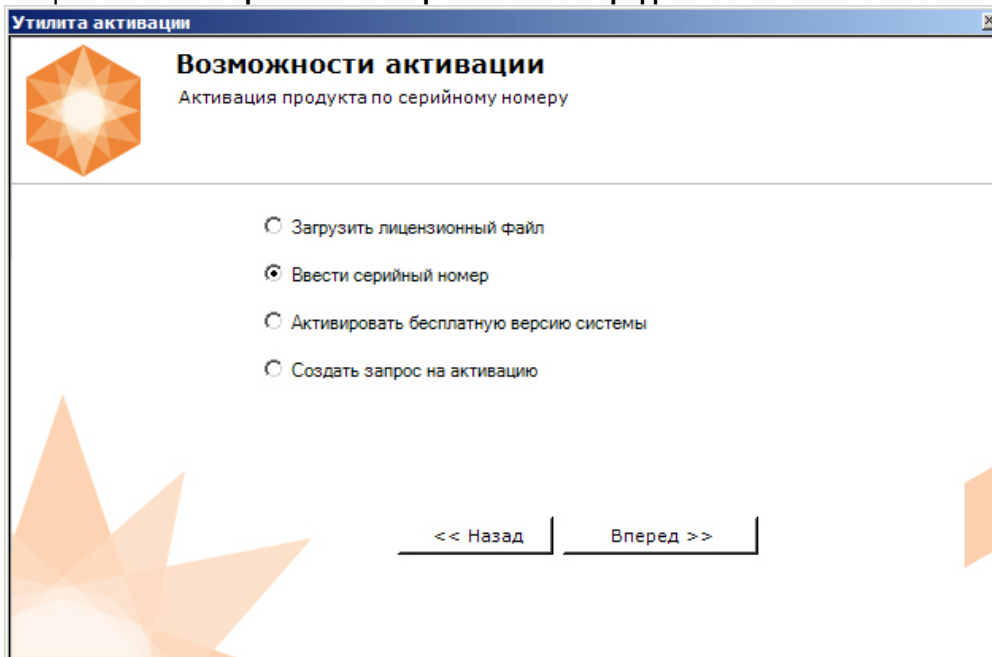 Утилита активации
Возможности активации
Активация продукта по серийному номеру
Загрузить лицензионный файл
Ввести серийный номер
Активировать бесплатную версию системы
Создать запрос на активацию
<< Назад
Вперед >>